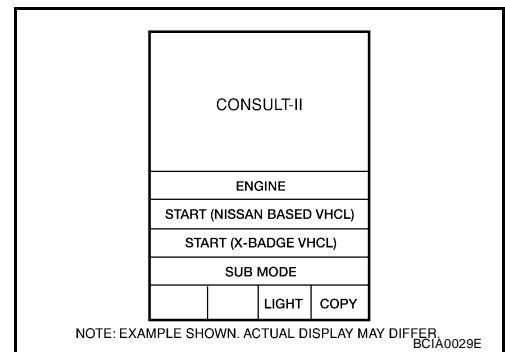 CONSULT-II
ENGINE
START (NISSAN BASED VHCL)
START (X-BADGE VHCL)
SUB MODE
LIGHT COPY
NOTE: EXAMPLE SHOWN. ACTUAL DISPLAY MAY DIFFER.
BCIA0029E